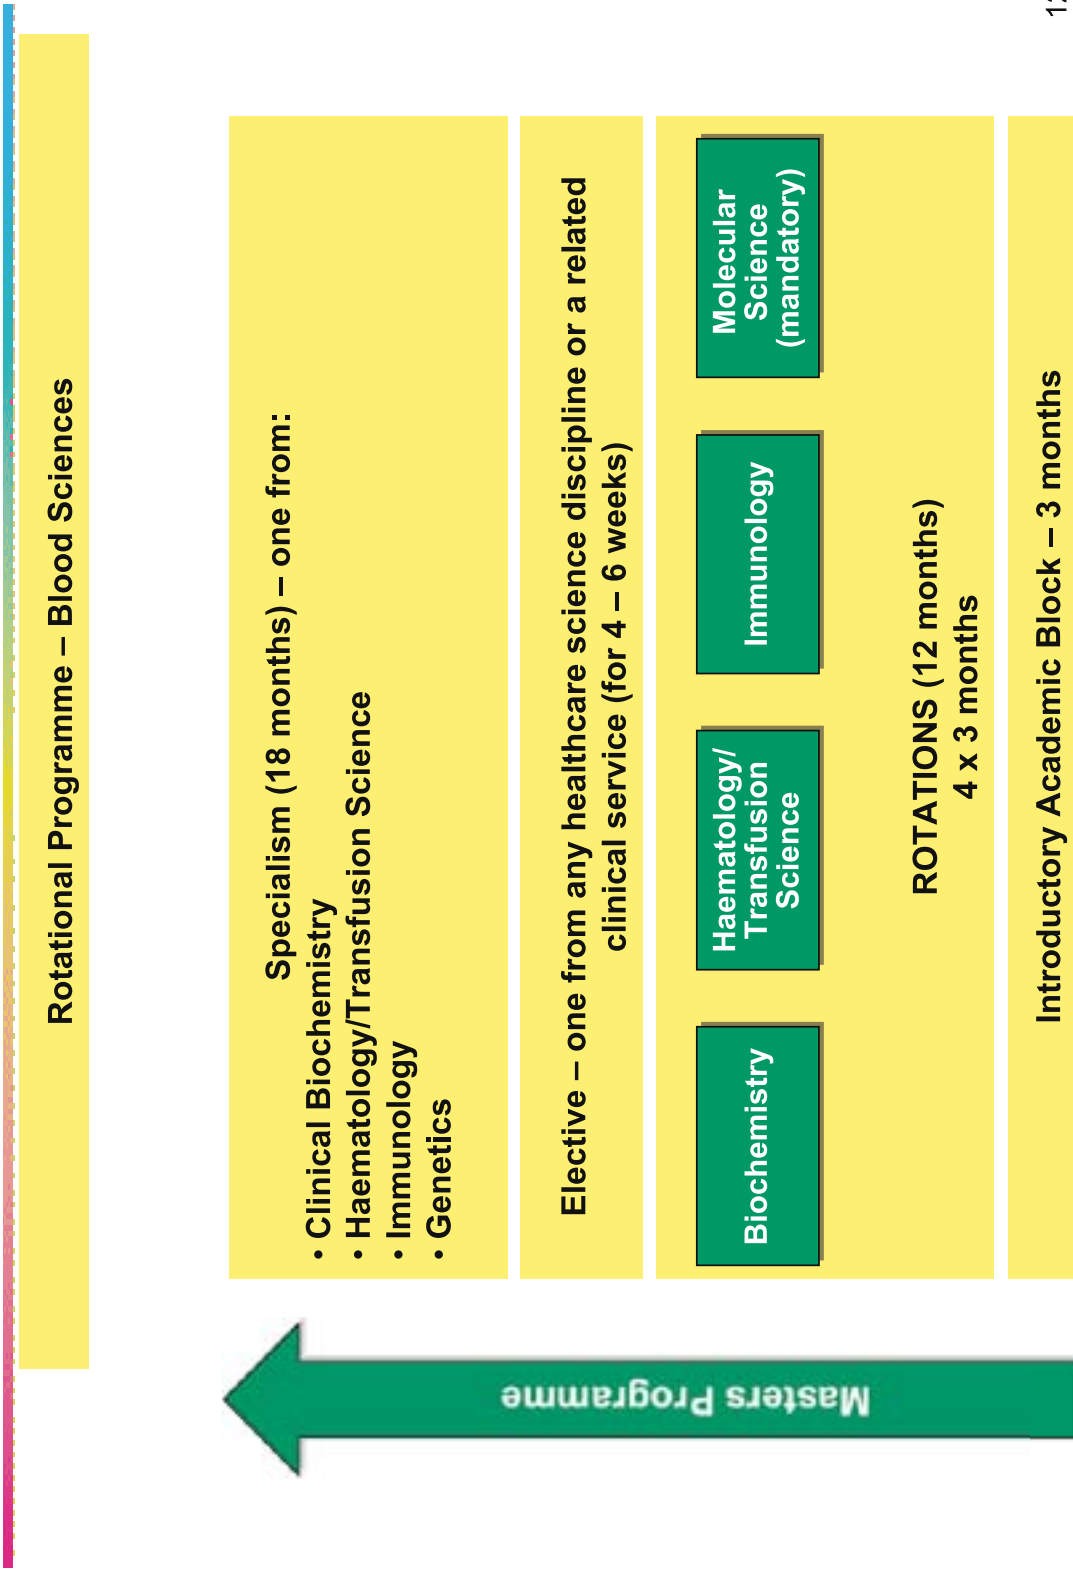 Rotational Programme – Blood Sciences
Specialism (18 months) – one from:
• Clinical Biochemistry
• Haematology/Transfusion Science
• Immunology
• Genetics
Elective – one from any healthcare science discipline or a related
clinical service (for 4 – 6 weeks)
Biochemistry
Haematology/
Transfusion
Science
Immunology
Molecular
Science
(mandatory)
ROTATIONS (12 months)
4 x 3 months
Introductory Academic Block – 3 months
Masters Programme